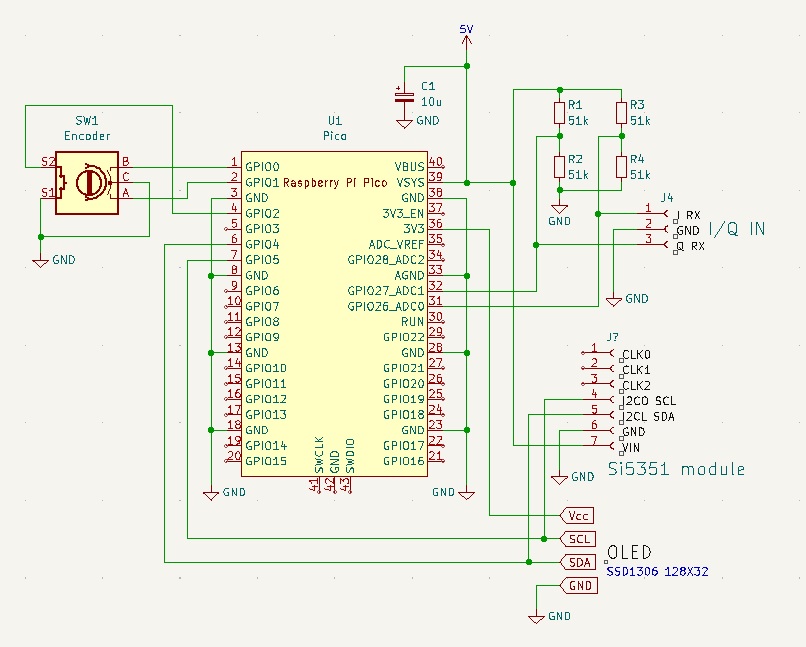 5V
C1
10u
GND
SW1
Encoder
S2
S1
B
C
A
GND
U1
Pico
Raspberry Pi Pico
1 GPIO0
2 GPIO1
3 GND
4 GPIO2
5 GPIO3
6 GPIO4
7 GPIO5
8 GND
9 GPIO6
10 GPIO7
11 GPIO8
12 GPIO9
13 GND
14 GPIO10
15 GPIO11
16 GPIO12
17 GPIO13
18 GND
19 GPIO14
20 GPIO15
VBUS 40
VSYS 39
GND 38
3V3_EN 37
3V3 36
ADC_VREF 35
GPIO28_ADC2 34
AGND 33
GPIO27_ADC1 32
GPIO26_ADC0 31
RUN 30
GPIO22 29
GND 28
GPIO21 27
GPIO20 26
GPIO19 25
GPIO18 24
GND 23
GPIO17 22
GPIO16 21
SWCLK 41
GND 42
SWDIO 43
GND
GND
R1
51k
R3
51k
R2
51k
R4
51k
GND
J4
1 I RX
2 GND
3 Q RX
I/Q IN
GND
J?
1 CLK0
2 CLK1
3 CLK2
4 I2C0 SCL
5 I2CL SDA
6 GND
7 VIN
Si5351 module
GND
Vcc
SCL
SDA
GND
OLED
SSD1306 128X32
GND